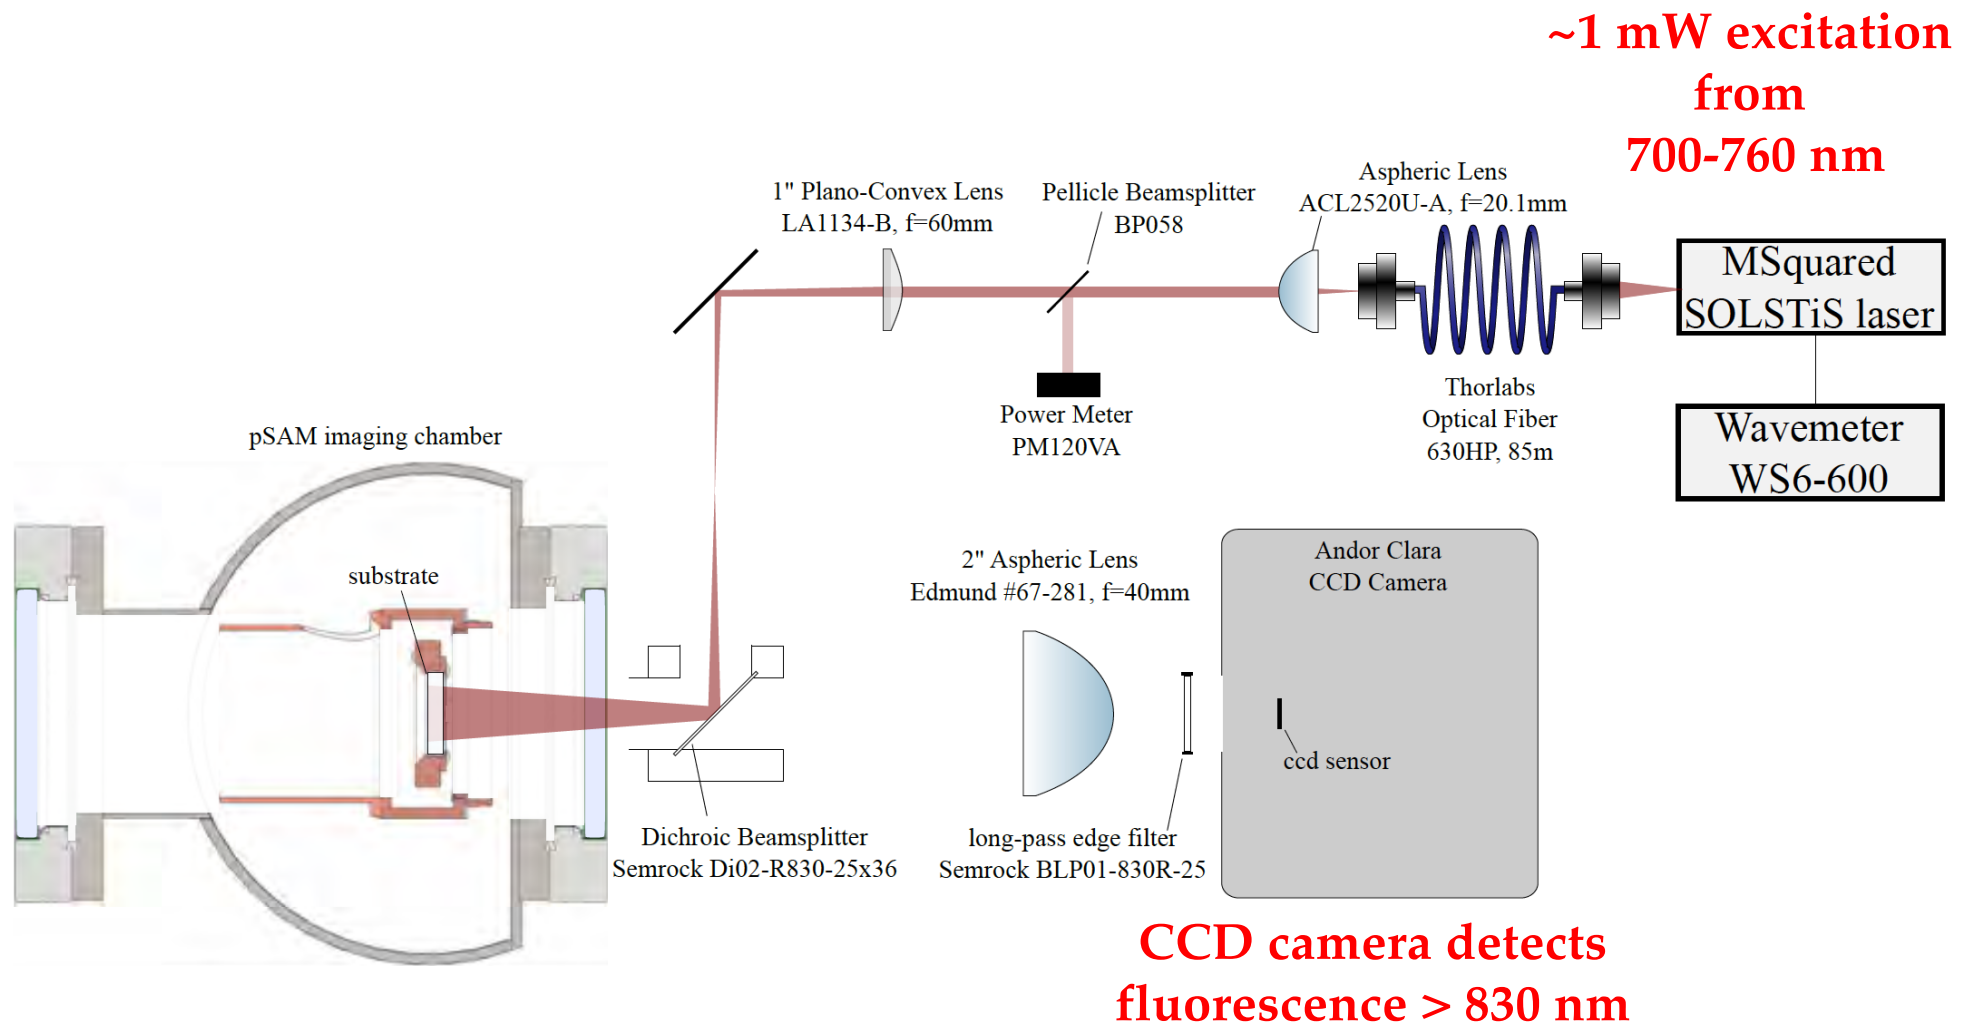 ~1 mW excitation
from
700-760 nm
1" Plano-Convex Lens
LA1134-B, f=60mm
Pellicle Beamsplitter
BP058
Aspheric Lens
ACL2520U-A, f=20.1mm
MSquared
SOLSTiS laser
Power Meter
PM120VA
Thorlabs
Optical Fiber
630HP, 85m
Wavemeter
WS6-600
pSAM imaging chamber
substrate
2" Aspheric Lens
Edmund #67-281, f=40mm
Andor Clara
CCD Camera
ccd sensor
Dichroic Beamsplitter
Semrock Di02-R830-25x36
long-pass edge filter
Semrock BLP01-830R-25
CCD camera detects
fluorescence > 830 nm